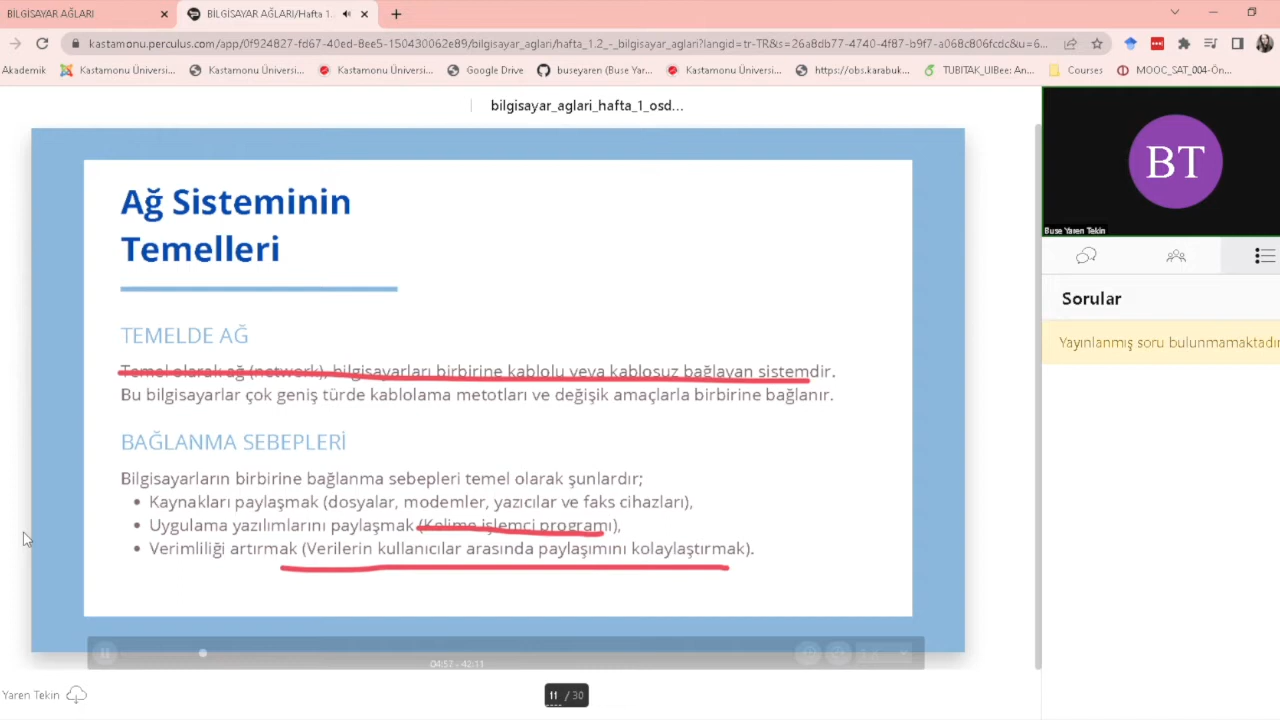 BİLGİSAYAR AĞLARI
BİLGİSAYAR AĞLARI/Hafta 1.
kastamonu.perculus.com/app/0f924827-fd67-40ed-8ee5-1504300620f9/bilgisayar_aglari/hafta_1.2_-_bilgisayar_aglari?langid=tr-TR&s=26a8db77-4740-4f87-b9f7-a068c806fcdc&u=6...
Akademik
Kastamonu Üniversi...
Kastamonu Üniversi...
Kastamonu Üniversi...
Google Drive
buseyaren (Buse Yar...
Kastamonu Üniversi...
https://obs.karabuk...
TUBITAK_UIBee: An...
Courses
MOOC_SAT_004-Ön...
bilgisayar_aglari_hafta_1_osd...
Ağ Sisteminin
Temelleri
TEMELDE AĞ
Temel olarak ağ (network), bilgisayarları birbirine kablolu veya kablosuz bağlayan sistemdir.
Bu bilgisayarlar çok geniş türde kablolama metotları ve değişik amaçlarla birbirine bağlanır.
BAĞLANMA SEBEPLERİ
Bilgisayarların birbirine bağlanma sebepleri temel olarak şunlardır;
• Kaynakları paylaşmak (dosyalar, modemler, yazıcılar ve faks cihazları),
• Uygulama yazılımlarını paylaşmak (Kelime işlemci programı),
• Verimliliği artırmak (Verilerin kullanıcılar arasında paylaşımını kolaylaştırmak).
04:57 - 42:11
11 / 30
Yaren Tekin
BT
Buse Yaren Tekin
Sorular
Yayınlanmış soru bulunmamaktadır